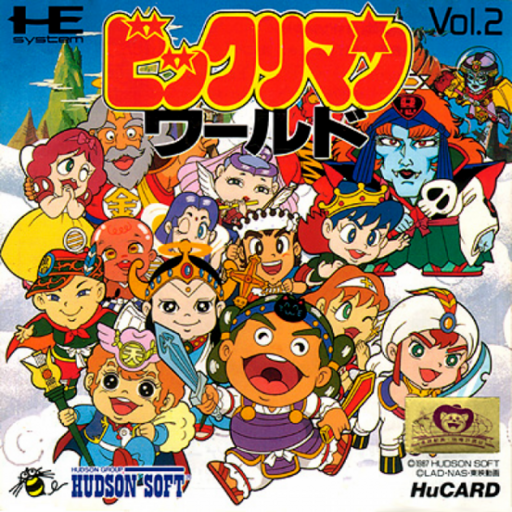 HE
system
Vol.2
ビックリマン
ワールド
金
天
©1987 HUDSON SOFT
©LAD・NAS・東映動画
HuCARD
HUDSON GROUP
HUDSON SOFT